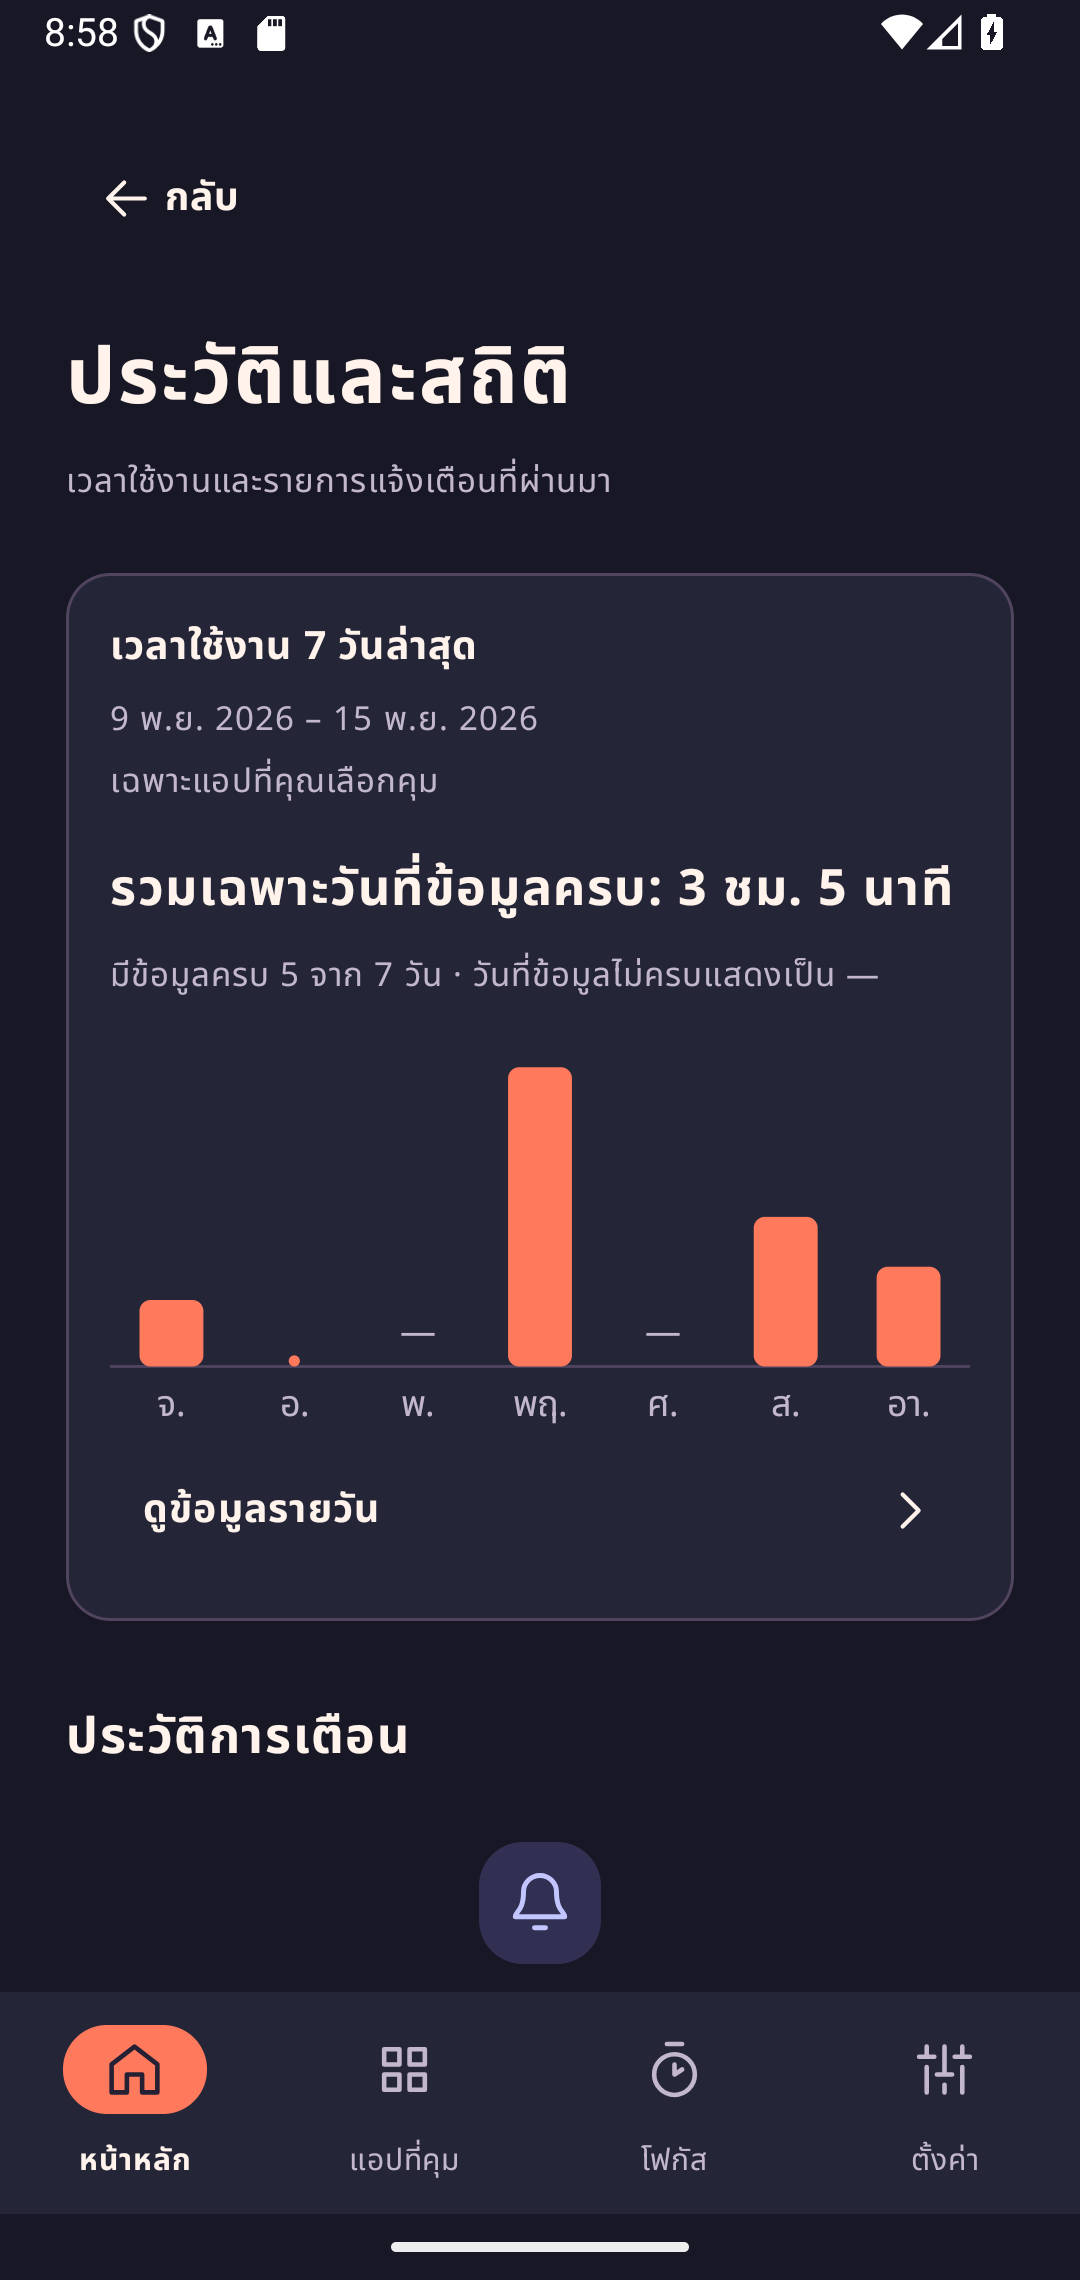 8:58
กลับ
ประวัติและสถิติ
เวลาใช้งานและรายการแจ้งเตือนที่ผ่านมา
เวลาใช้งาน 7 วันล่าสุด
9 พ.ย. 2026 – 15 พ.ย. 2026
เฉพาะแอปที่คุณเลือกคุม
รวมเฉพาะวันที่ข้อมูลครบ: 3 ชม. 5 นาที
มีข้อมูลครบ 5 จาก 7 วัน · วันที่ข้อมูลไม่ครบแสดงเป็น —
— —
จ. อ. พ. พฤ. ศ. ส. อา.
ดูข้อมูลรายวัน
ประวัติการเตือน
หน้าหลัก แอปที่คุม โฟกัส ตั้งค่า